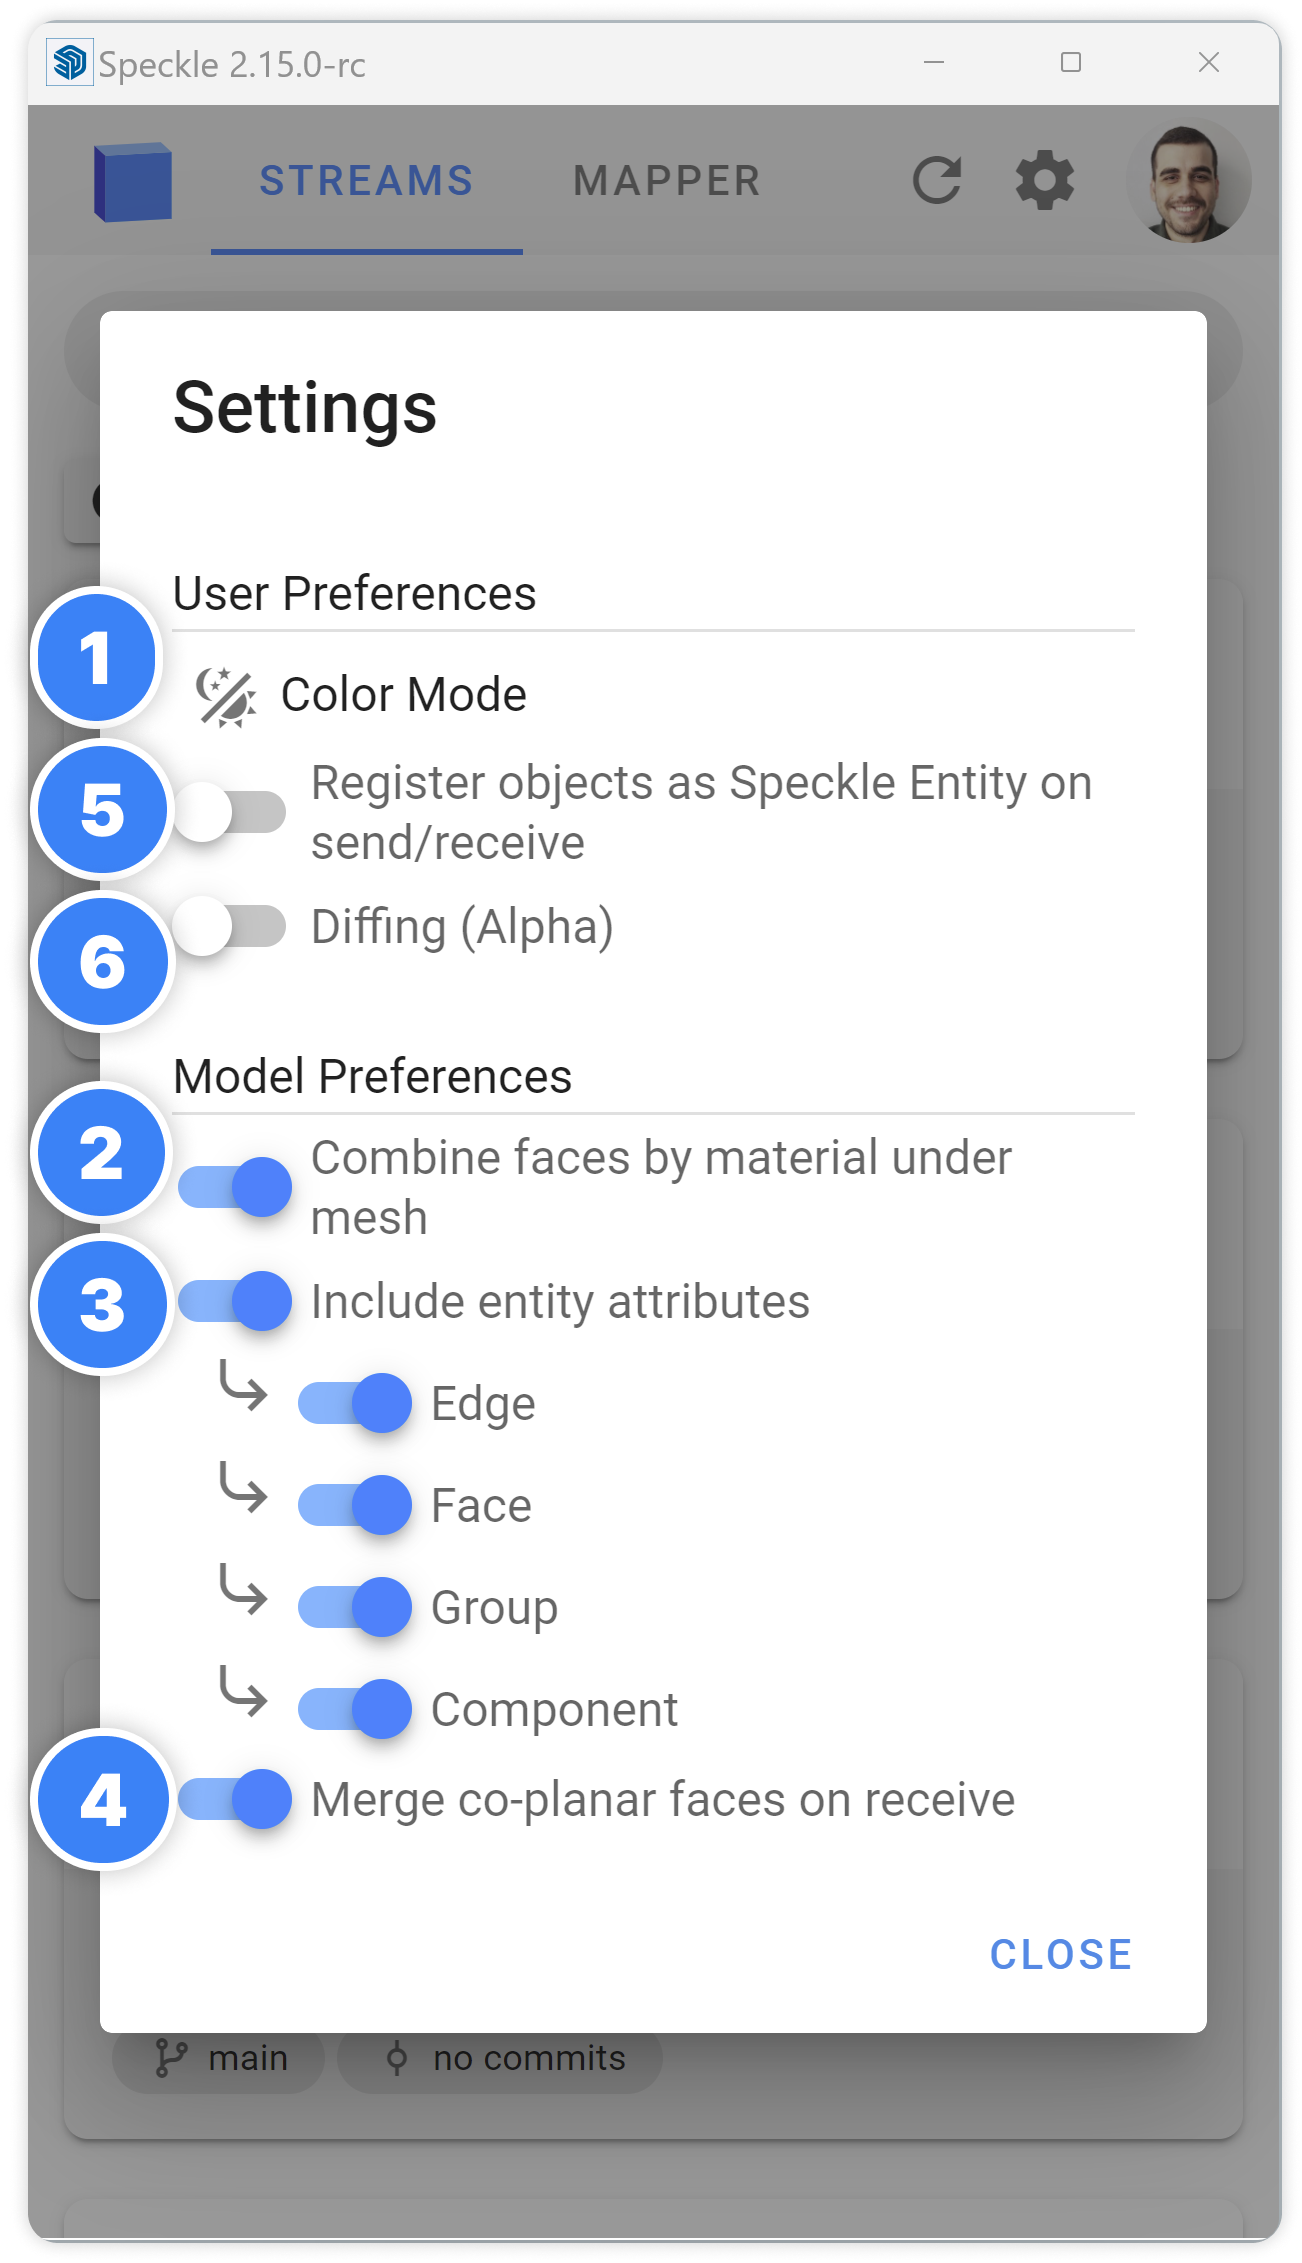 Speckle 2.15.0-rc
STREAMS
MAPPER
Settings
User Preferences
1
Color Mode
5
Register objects as Speckle Entity on
send/receive
6
Diffing (Alpha)
Model Preferences
2
Combine faces by material under
mesh
3
Include entity attributes
Edge
Face
Group
Component
4
Merge co-planar faces on receive
CLOSE
main
no commits